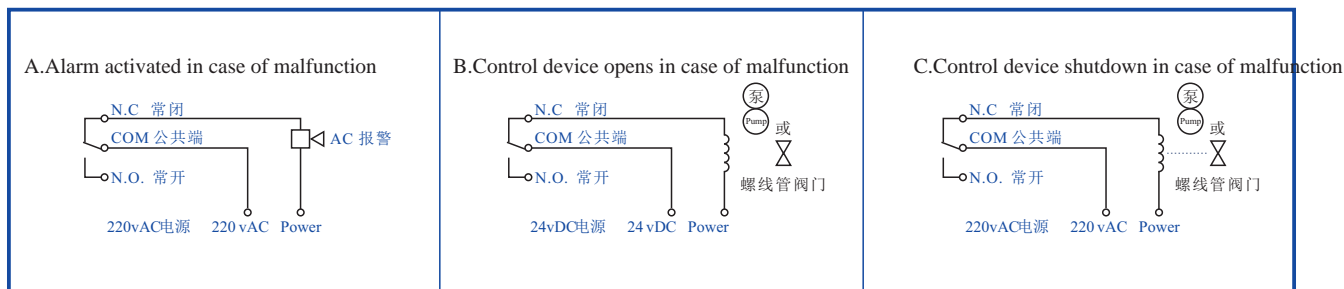 A.Alarm activated in case of malfunction
N.C 常闭
COM 公共端
AC 报警
N.O. 常开
220vAC电源 220 vAC Power
B.Control device opens in case of malfunction
泵
Pump
或
N.C 常闭
COM 公共端
N.O. 常开
螺线管阀门
24vDC电源 24 vDC Power
C.Control device shutdown in case of malfunction
泵
Pump
或
N.C 常闭
COM 公共端
N.O. 常开
螺线管阀门
220vAC电源 220 vAC Power